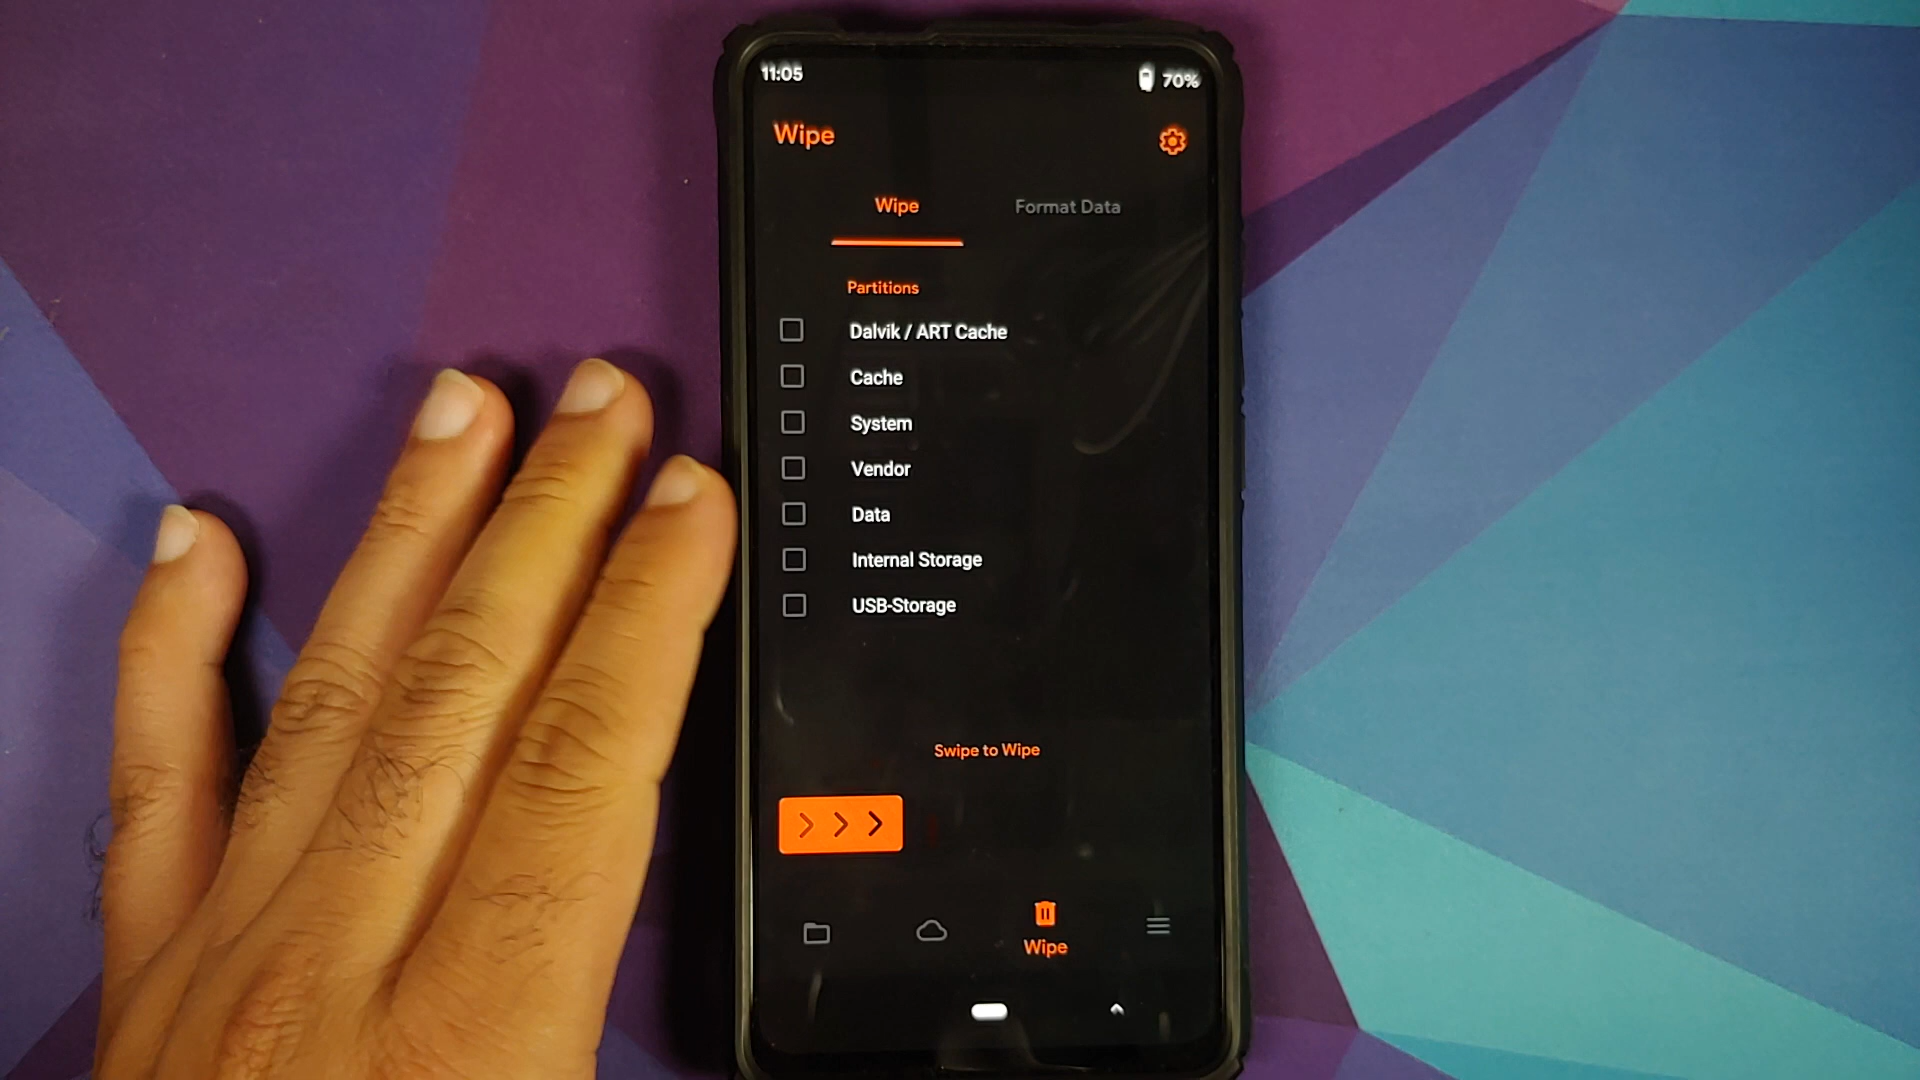 11:05
70%
Wipe
Wipe
Format Data
Partitions
Dalvik / ART Cache
Cache
System
Vendor
Data
Internal Storage
USB-Storage
Swipe to Wipe
Wipe